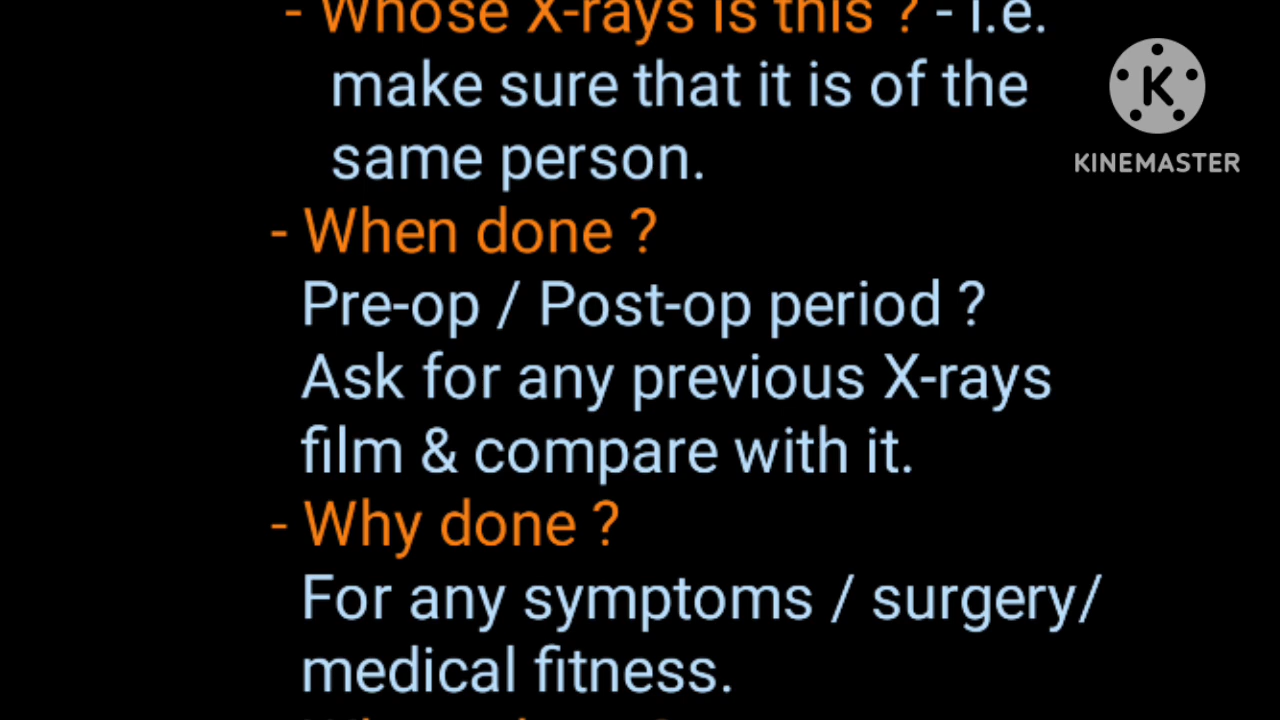 - Whose X-rays is this ? - i.e.
make sure that it is of the
same person.
- When done ?
Pre-op / Post-op period ?
Ask for any previous X-rays
film & compare with it.
- Why done ?
For any symptoms / surgery/
medical fitness.
KINEMASTER